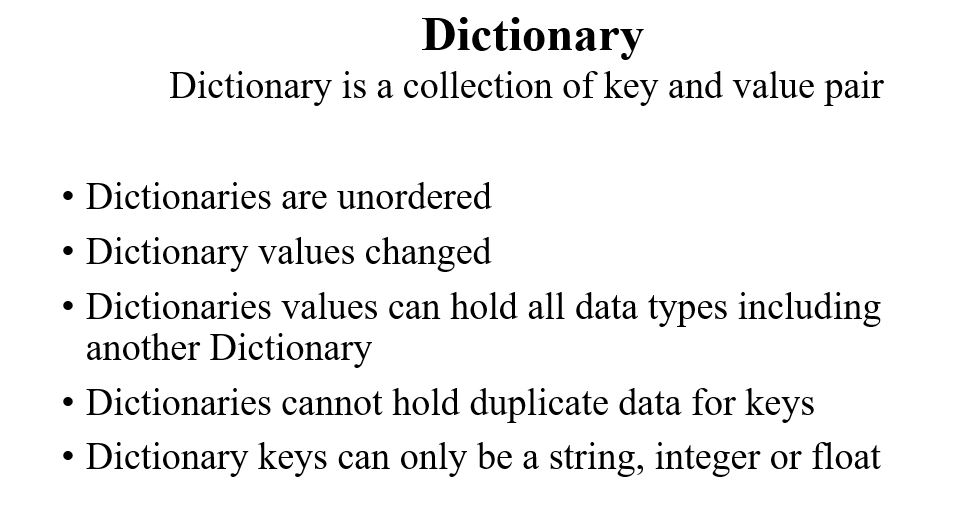 Dictionary
Dictionary is a collection of key and value pair
• Dictionaries are unordered
• Dictionary values changed
• Dictionaries values can hold all data types including
another Dictionary
• Dictionaries cannot hold duplicate data for keys
• Dictionary keys can only be a string, integer or float